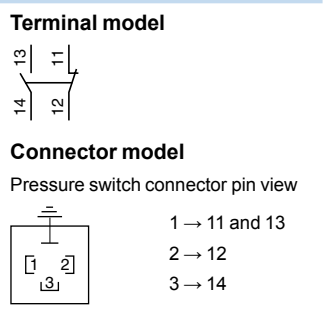 Terminal model
13 11
14 12
Connector model
Pressure switch connector pin view
1 → 11 and 13
1 2
2 → 12
3
3 → 14